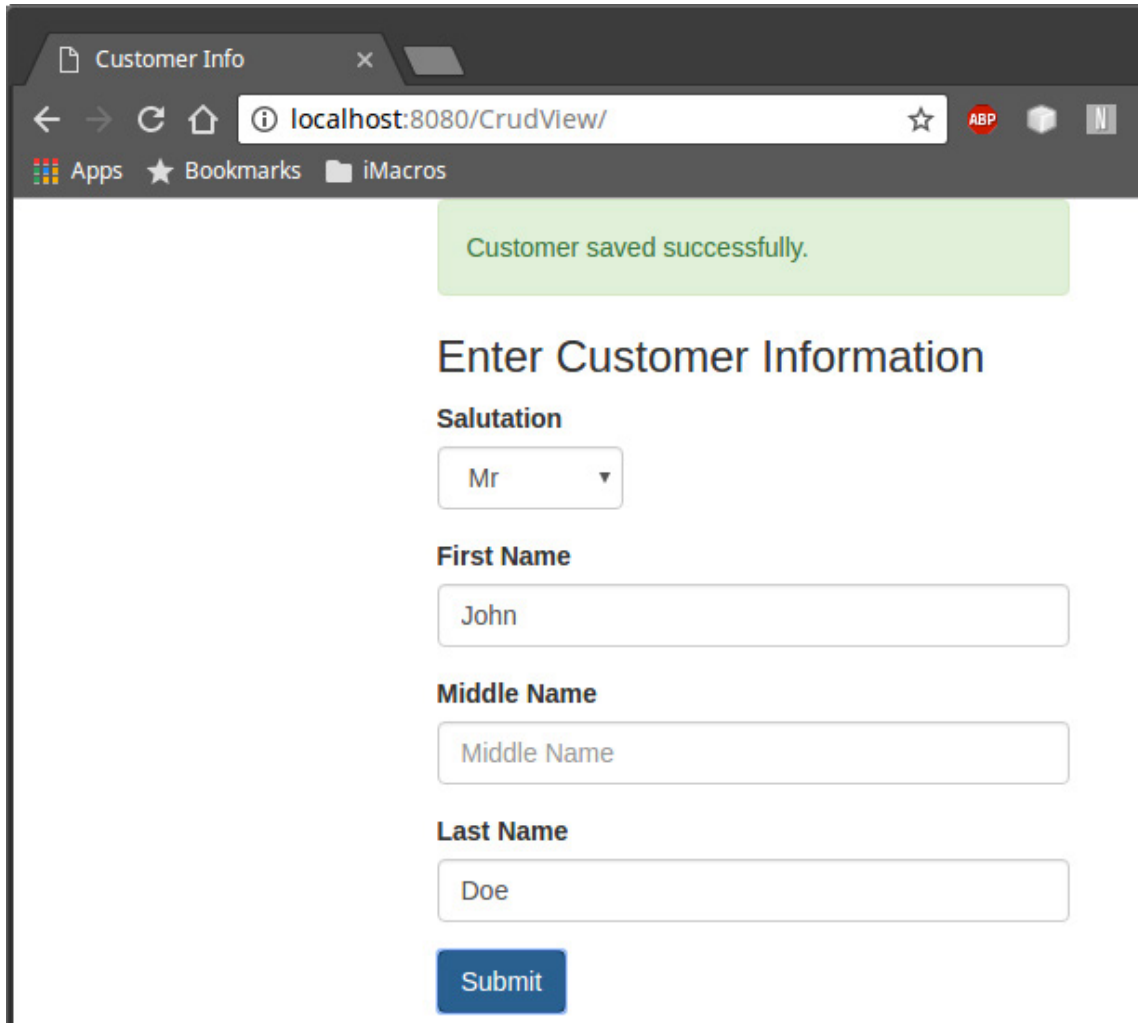 Customer Info
localhost:8080/CrudView/
ABP
N
Apps Bookmarks iMacros
Customer saved successfully.
Enter Customer Information
Salutation
Mr
First Name
John
Middle Name
Middle Name
Last Name
Doe
Submit